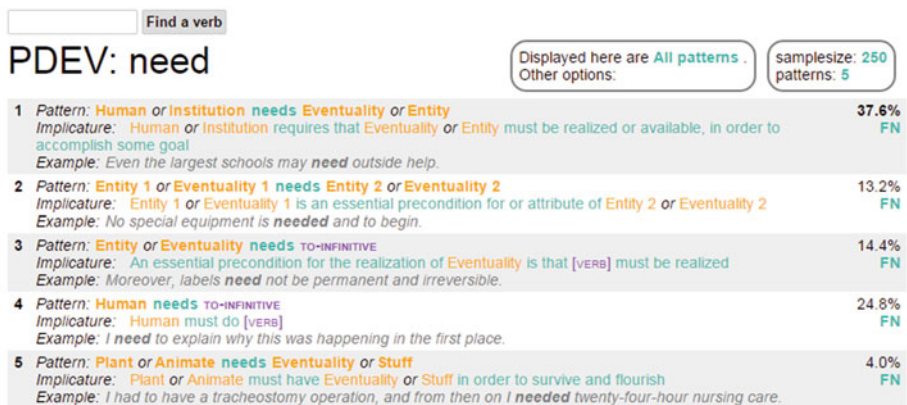 Find a verb
PDEV: need
Displayed here are All patterns .
Other options:
samplesize: 250
patterns: 5
1 Pattern: Human or Institution needs Eventuality or Entity 37.6%
Implicature: Human or Institution requires that Eventuality or Entity must be realized or available, in order to FN
accomplish some goal
Example: Even the largest schools may need outside help.
2 Pattern: Entity 1 or Eventuality 1 needs Entity 2 or Eventuality 2 13.2%
Implicature: Entity 1 or Eventuality 1 is an essential precondition for or attribute of Entity 2 or Eventuality 2 FN
Example: No special equipment is needed and to begin.
3 Pattern: Entity or Eventuality needs TO-INFINITIVE 14.4%
Implicature: An essential precondition for the realization of Eventuality is that [VERB] must be realized FN
Example: Moreover, labels need not be permanent and irreversible.
4 Pattern: Human needs TO-INFINITIVE 24.8%
Implicature: Human must do [VERB] FN
Example: I need to explain why this was happening in the first place.
5 Pattern: Plant or Animate needs Eventuality or Stuff 4.0%
Implicature: Plant or Animate must have Eventuality or Stuff in order to survive and flourish FN
Example: I had to have a tracheostomy operation, and from then on I needed twenty-four-hour nursing care.